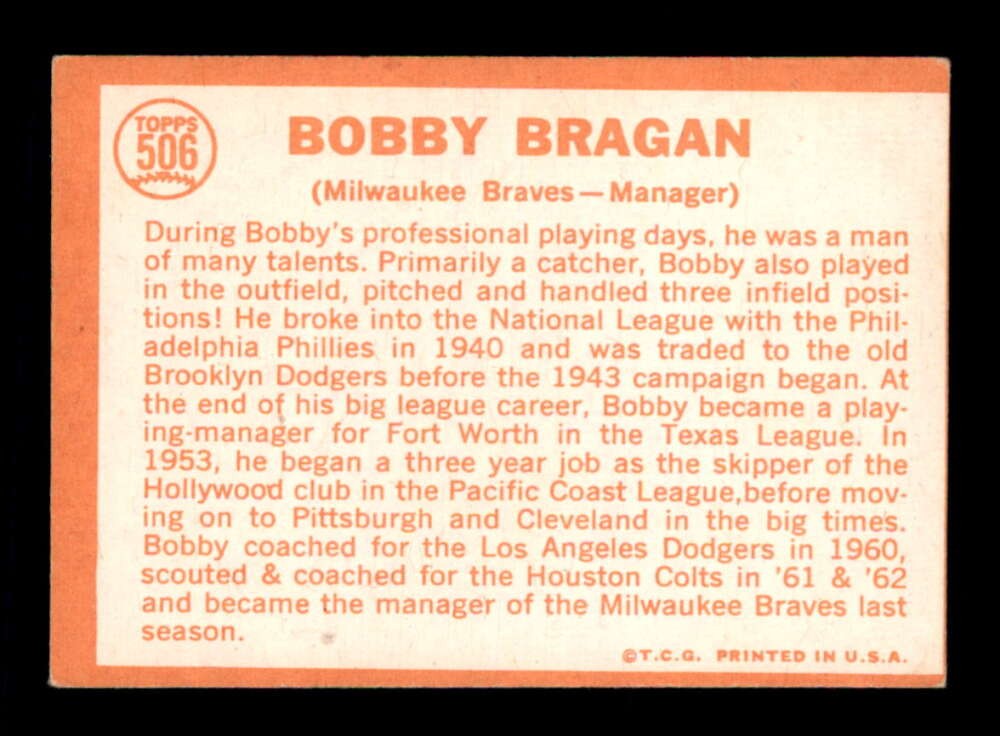 TOPPS
506
BOBBY BRAGAN
(Milwaukee Braves—Manager)
During Bobby's professional playing days, he was a man
of many talents. Primarily a catcher, Bobby also played
in the outfield, pitched and handled three infield posi-
tions! He broke into the National League with the Phil-
adelphia Phillies in 1940 and was traded to the old
Brooklyn Dodgers before the 1943 campaign began. At
the end of his big league career, Bobby became a play-
ing-manager for Fort Worth in the Texas League. In
1953, he began a three year job as the skipper of the
Hollywood club in the Pacific Coast League,before mov-
ing on to Pittsburgh and Cleveland in the big times.
Bobby coached for the Los Angeles Dodgers in 1960,
scouted & coached for the Houston Colts in '61 & '62
and became the manager of the Milwaukee Braves last
season.
©T.C.G. PRINTED IN U.S.A.